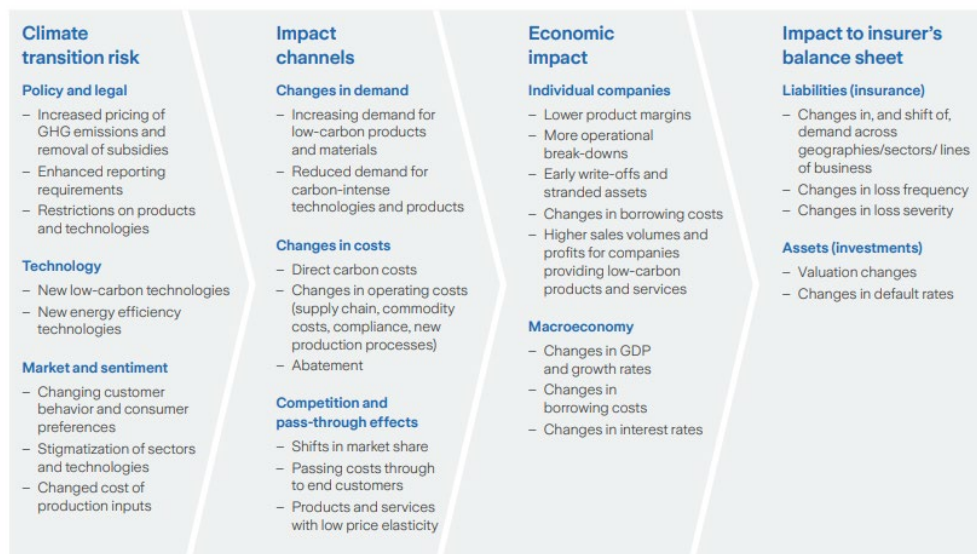 Climate
transition risk
Policy and legal
– Increased pricing of
GHG emissions and
removal of subsidies
– Enhanced reporting
requirements
– Restrictions on products
and technologies
Technology
– New low-carbon technologies
– New energy efficiency
technologies
Market and sentiment
– Changing customer
behavior and consumer
preferences
– Stigmatization of sectors
and technologies
– Changed cost of
production inputs
Impact
channels
Changes in demand
– Increasing demand for
low-carbon products
and materials
– Reduced demand for
carbon-intense
technologies and products
Changes in costs
– Direct carbon costs
– Changes in operating costs
(supply chain, commodity
costs, compliance, new
production processes)
– Abatement
Competition and
pass-through effects
– Shifts in market share
– Passing costs through
to end customers
– Products and services
with low price elasticity
Economic
impact
Individual companies
– Lower product margins
– More operational
break-downs
– Early write-offs and
stranded assets
– Changes in borrowing costs
– Higher sales volumes and
profits for companies
providing low-carbon
products and services
Macroeconomy
– Changes in GDP
and growth rates
– Changes in
borrowing costs
– Changes in interest rates
Impact to insurer’s
balance sheet
Liabilities (insurance)
– Changes in, and shift of,
demand across
geographies/sectors/ lines
of business
– Changes in loss frequency
– Changes in loss severity
Assets (investments)
– Valuation changes
– Changes in default rates